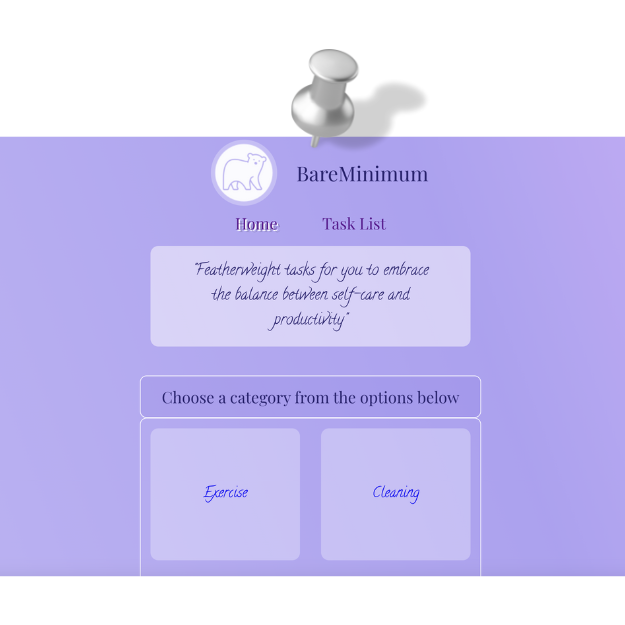 BareMinimum
Home
Task List
"Featherweight tasks for you to embrace
the balance between self-care and
productivity"
Choose a category from the options below
Exercise
Cleaning